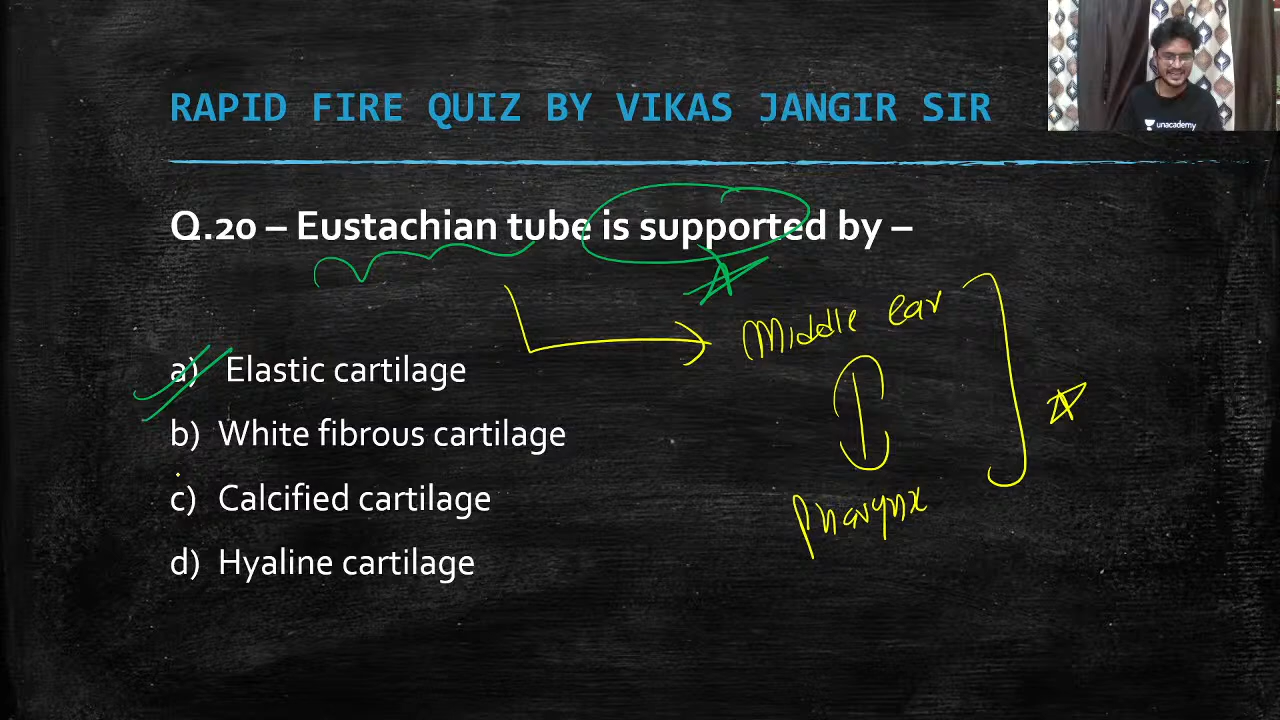 RAPID FIRE QUIZ BY VIKAS JANGIR SIR
unacademy
Q.20 – Eustachian tube is supported by –
Middle ear
a) Elastic cartilage
b) White fibrous cartilage
c) Calcified cartilage
Pharynx
d) Hyaline cartilage